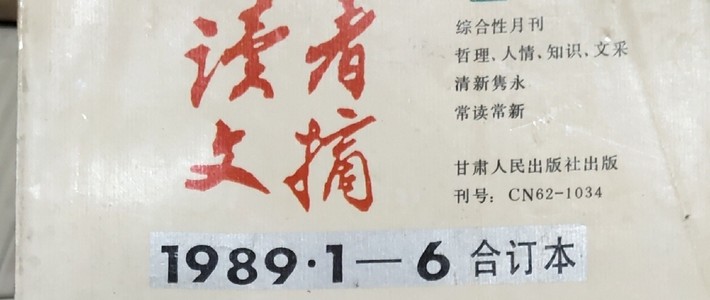 读者
文摘
综合性月刊
哲理、人情、知识、文采
清新隽永
常读常新
甘肃人民出版社出版
刊号：CN62-1034
1989·1—6 合订本